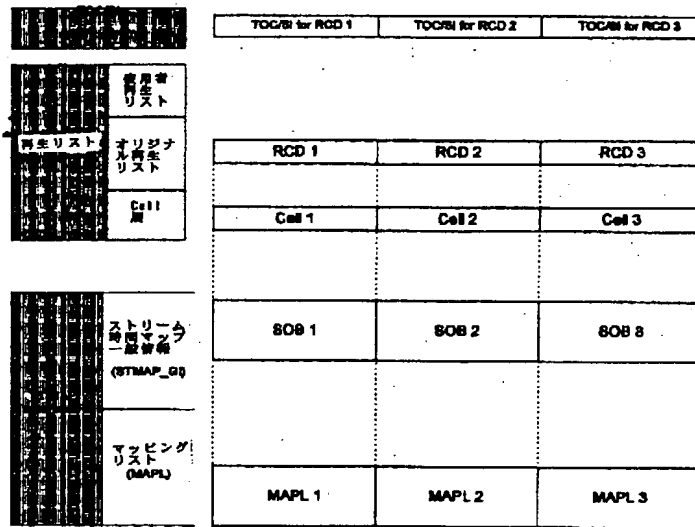 TOC/SI for RCD 1
TOC/SI for RCD 2
TOC/SI for RCD 3
使用者
再生
リスト
再生リスト
オリジナ
ル再生
リスト
RCD 1
RCD 2
RCD 3
Cell
層
Cell 1
Cell 2
Cell 3
ストリーム
時間マップ
一般情報
(STMAP_GI)
SOB 1
SOB 2
SOB 3
マッピング
リスト
(MAPL)
MAPL 1
MAPL 2
MAPL 3